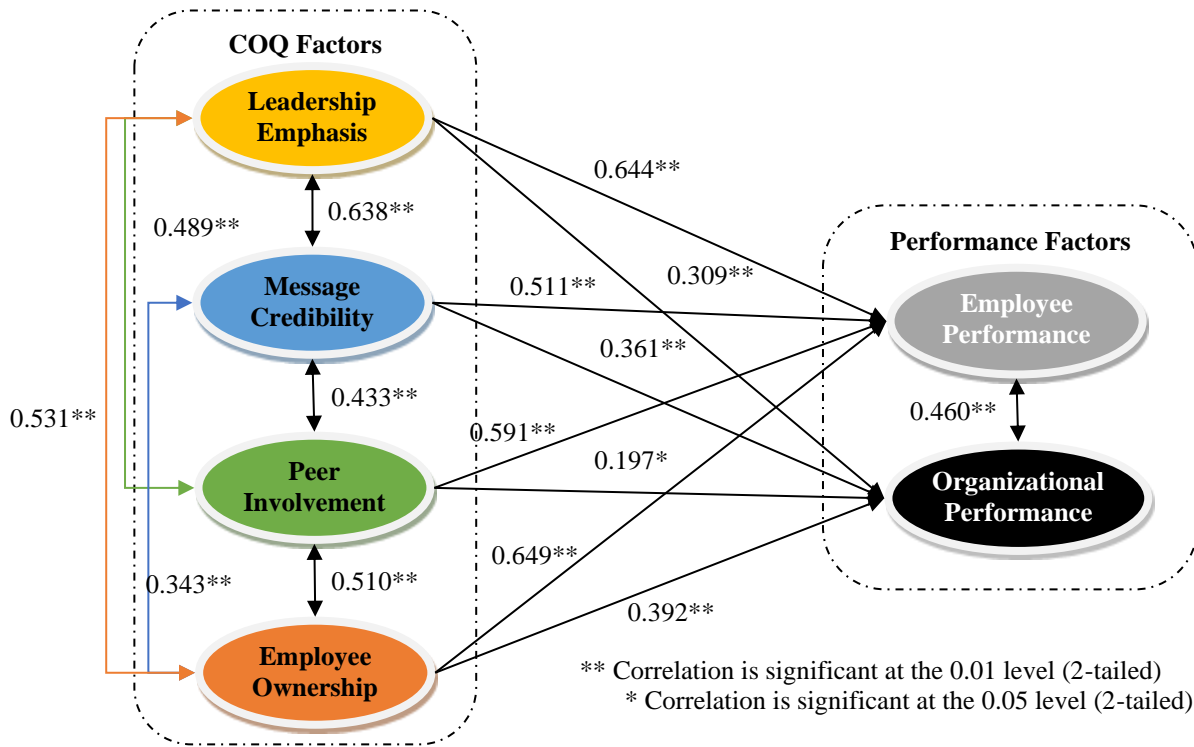 COQ Factors
Leadership
Emphasis
0.644**
0.638**
0.489**
Performance Factors
0.309**
Message
Credibility
0.511**
Employee
Performance
0.361**
0.433**
0.531**
0.460**
0.591**
0.197*
Peer
Involvement
Organizational
Performance
0.649**
0.343**
0.510**
0.392**
Employee
Ownership
** Correlation is significant at the 0.01 level (2-tailed)
* Correlation is significant at the 0.05 level (2-tailed)